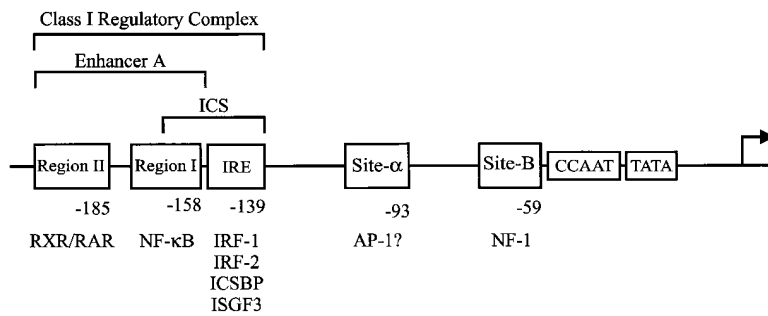 Class I Regulatory Complex
Enhancer A
ICS
Region II Region I IRE Site-α Site-B CCAAT TATA
-185 -158 -139 -93 -59
RXR/RAR NF-κB IRF-1 AP-1? NF-1
IRF-2
ICSBP
ISGF3